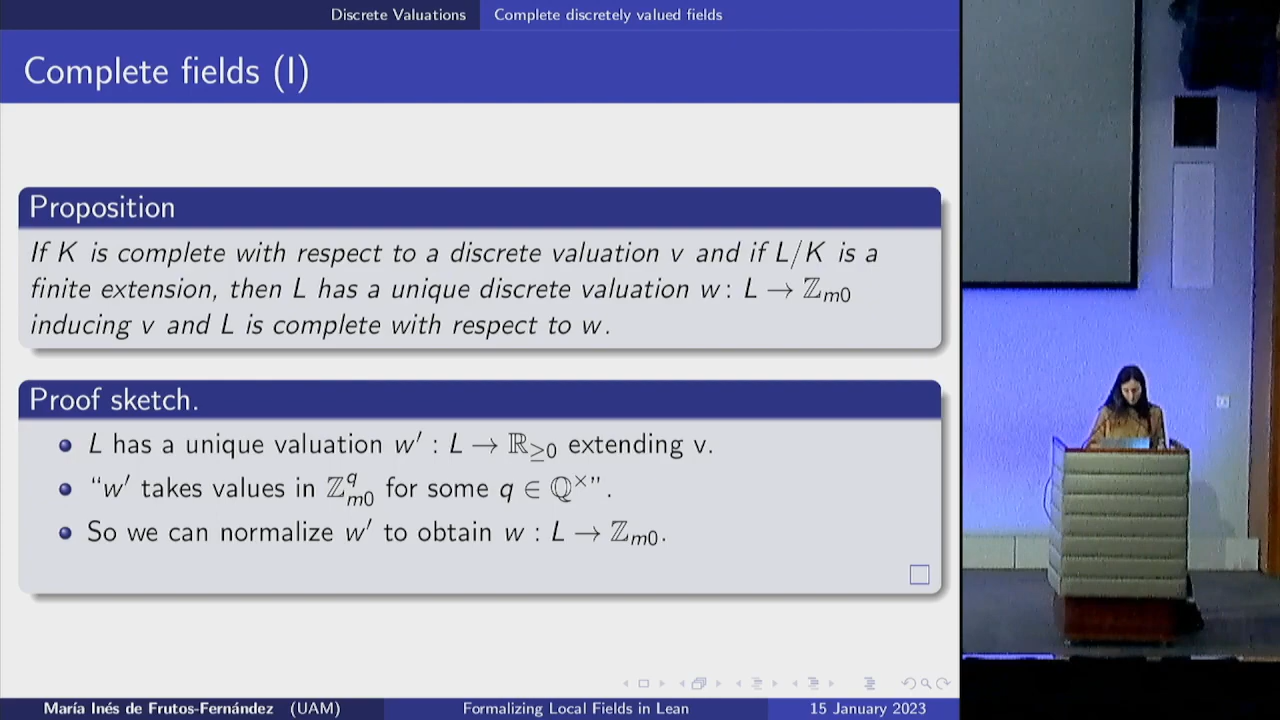 Discrete Valuations Complete discretely valued fields
Complete fields (I)
Proposition
If K is complete with respect to a discrete valuation v and if L/K is a
finite extension, then L has a unique discrete valuation w: L → ℤₘ₀
inducing v and L is complete with respect to w.
Proof sketch.
L has a unique valuation w′ : L → ℝ≥0 extending v.
“w′ takes values in ℤ^q_{m0} for some q ∈ ℚ×”.
So we can normalize w′ to obtain w : L → ℤₘ₀.
María Inés de Frutos-Fernández (UAM) Formalizing Local Fields in Lean 15 January 2023